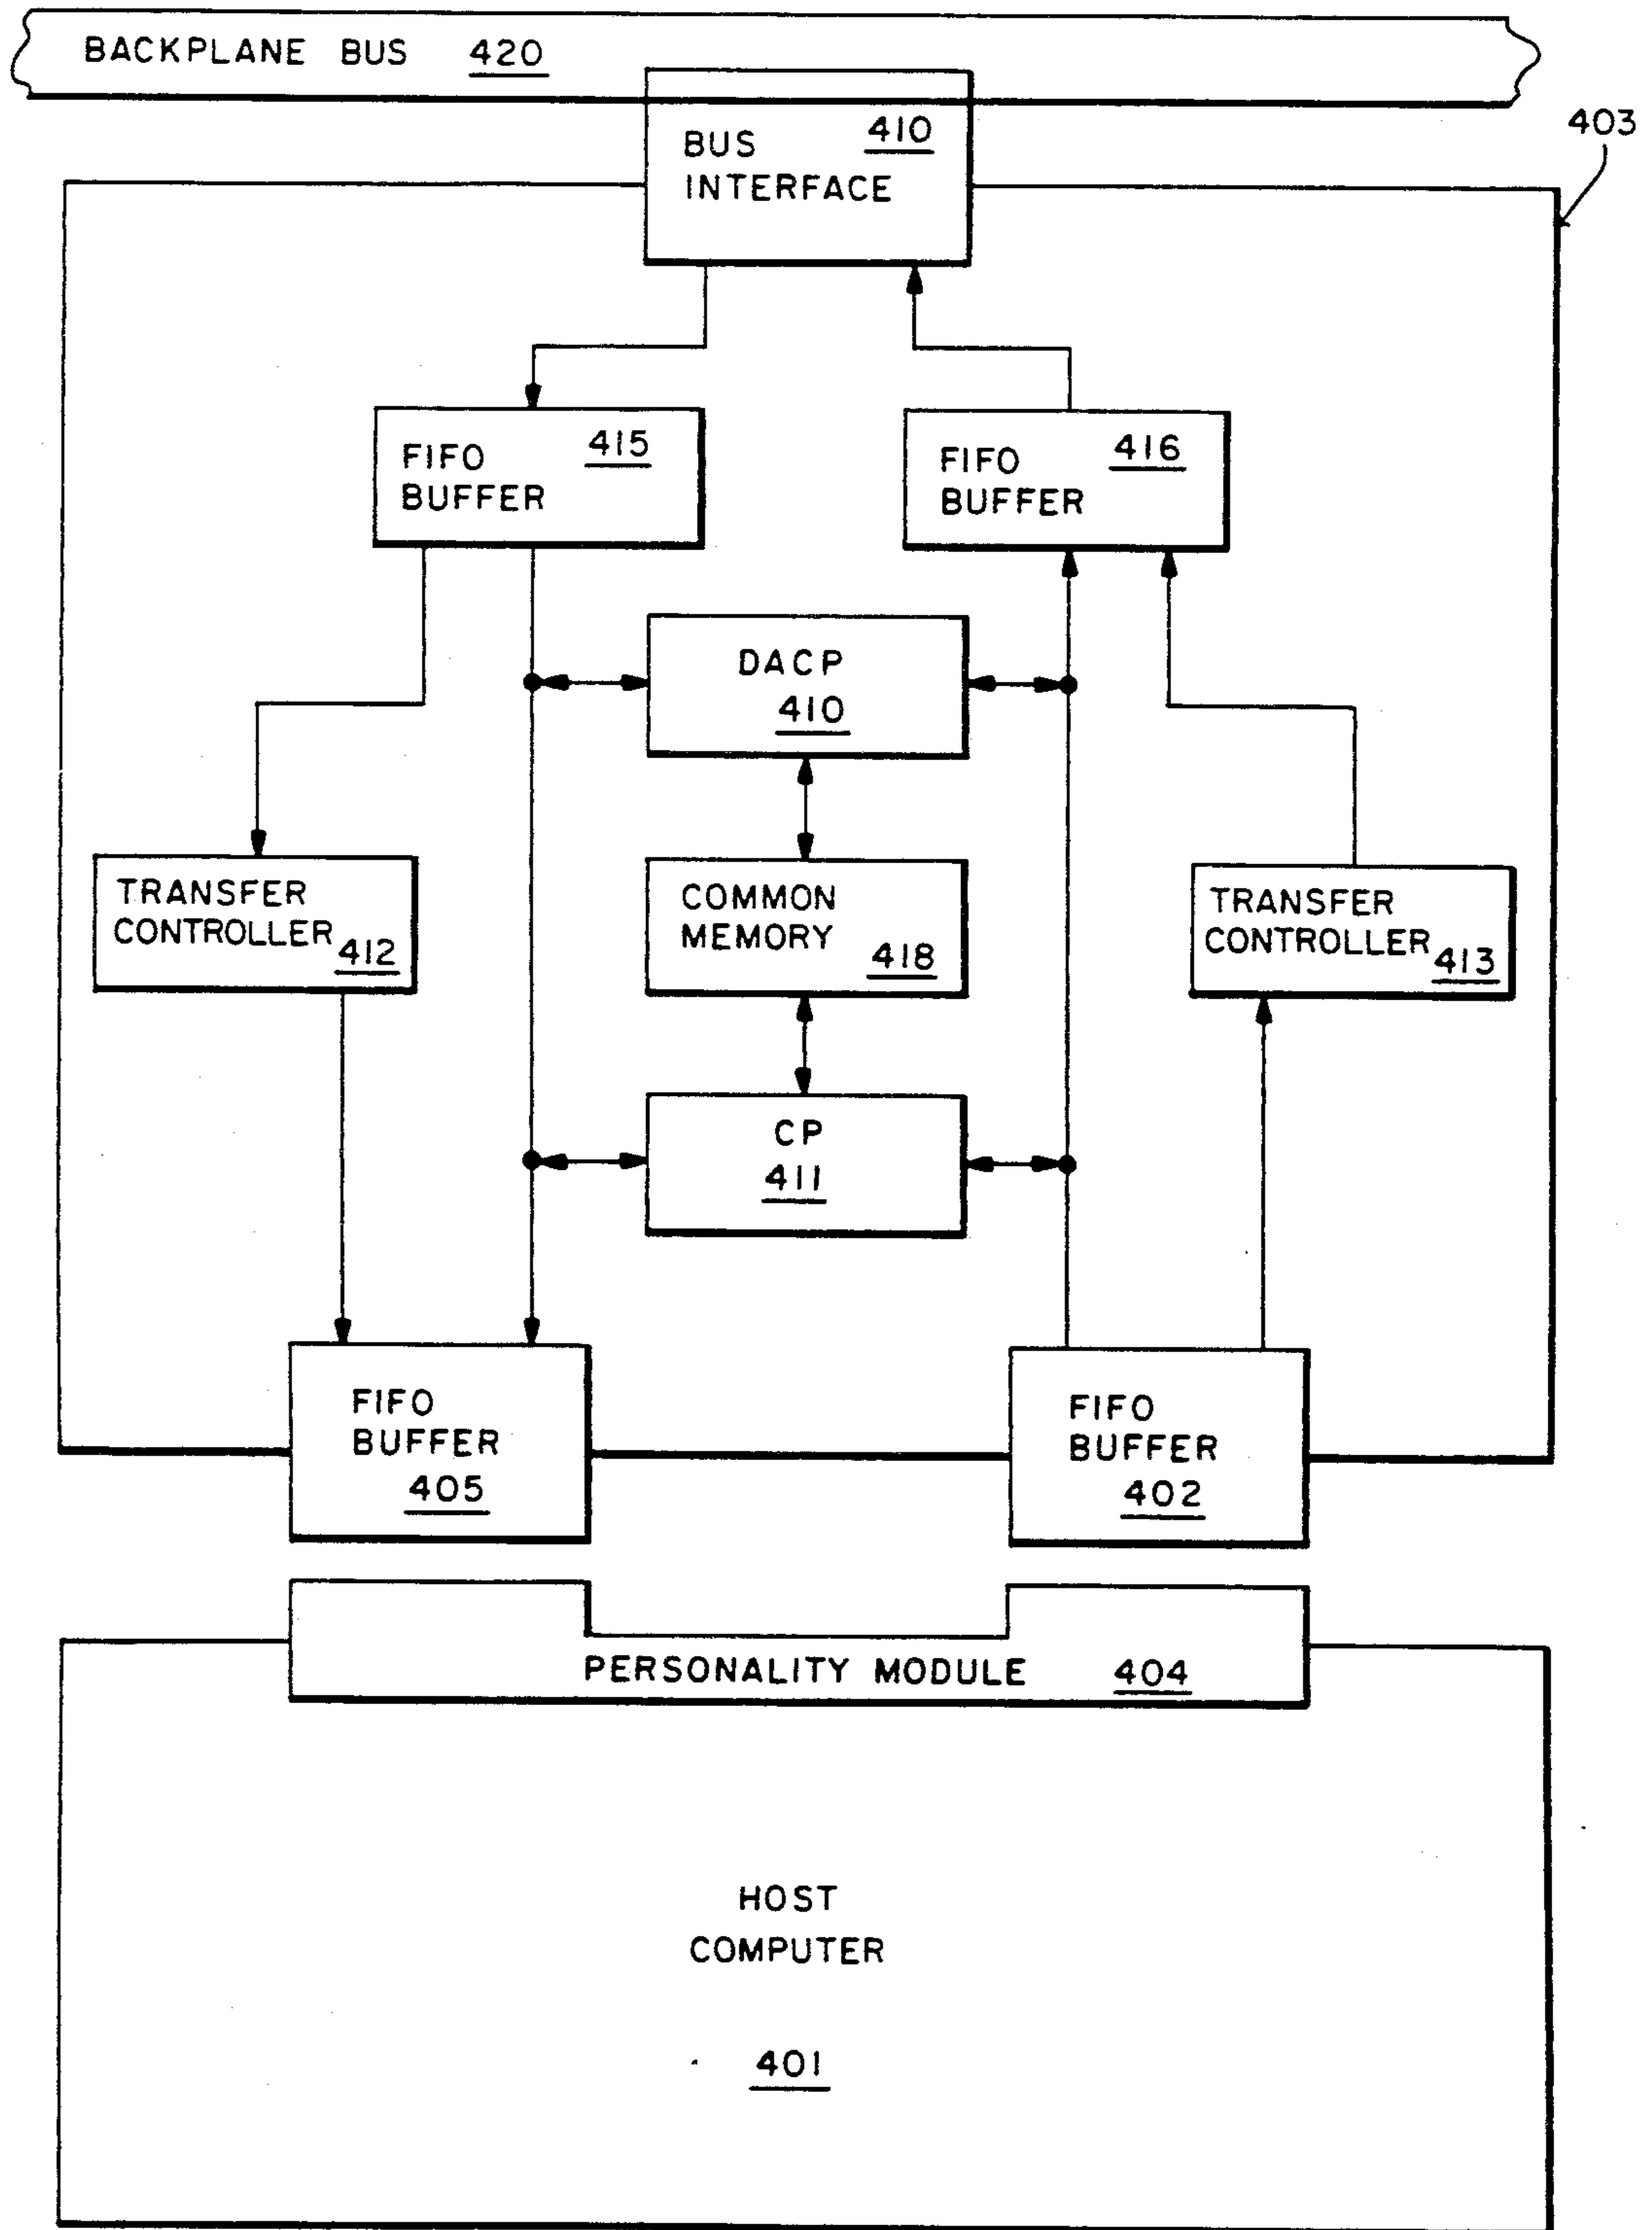 BACKPLANE BUS 420
403
BUS INTERFACE 410
FIFO BUFFER 415
FIFO BUFFER 416
DACP
410
TRANSFER CONTROLLER 412
COMMON MEMORY 418
TRANSFER CONTROLLER 413
CP
411
FIFO
BUFFER
405
FIFO
BUFFER
402
PERSONALITY MODULE 404
HOST
COMPUTER
401